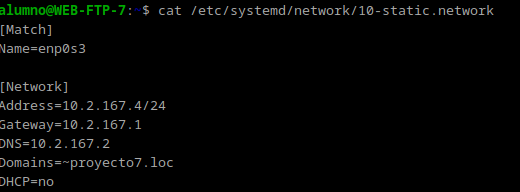 alumno@WEB-FTP-7:~$ cat /etc/systemd/network/10-static.network
[Match]
Name=enp0s3
[Network]
Address=10.2.167.4/24
Gateway=10.2.167.1
DNS=10.2.167.2
Domains=~proyecto7.loc
DHCP=no